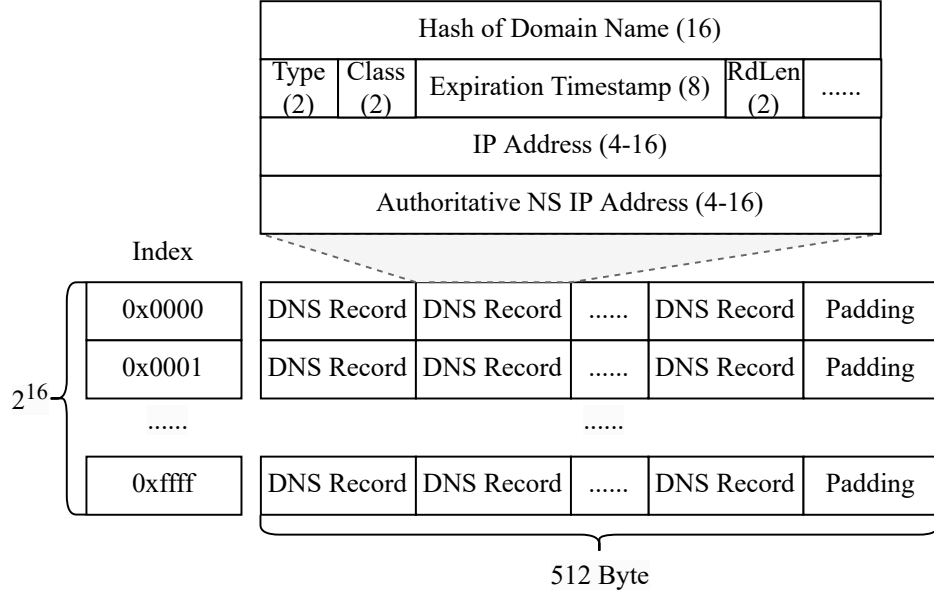 Hash of Domain Name (16)
Type (2) Class (2) Expiration Timestamp (8) RdLen (2) ......
IP Address (4-16)
Authoritative NS IP Address (4-16)
Index
0x0000 DNS Record DNS Record ...... DNS Record Padding
0x0001 DNS Record DNS Record ...... DNS Record Padding
2^16
...... ......
0xffff DNS Record DNS Record ...... DNS Record Padding
512 Byte